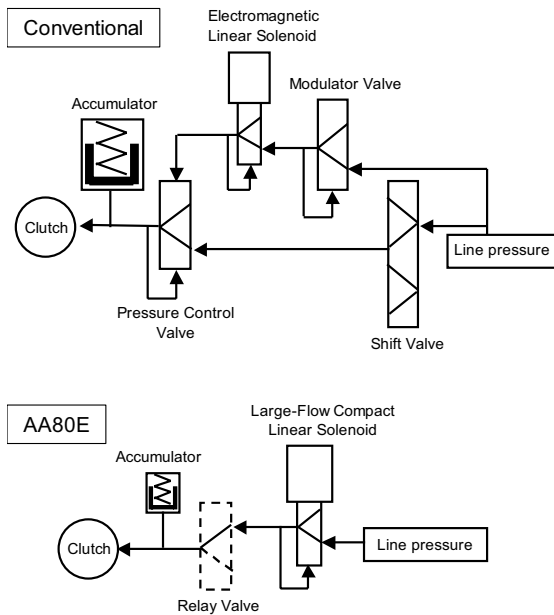 Conventional
Electromagnetic
Linear Solenoid
Modulator Valve
Accumulator
Clutch
Line pressure
Pressure Control
Valve
Shift Valve
AA80E
Large-Flow Compact
Linear Solenoid
Accumulator
Clutch
Line pressure
Relay Valve